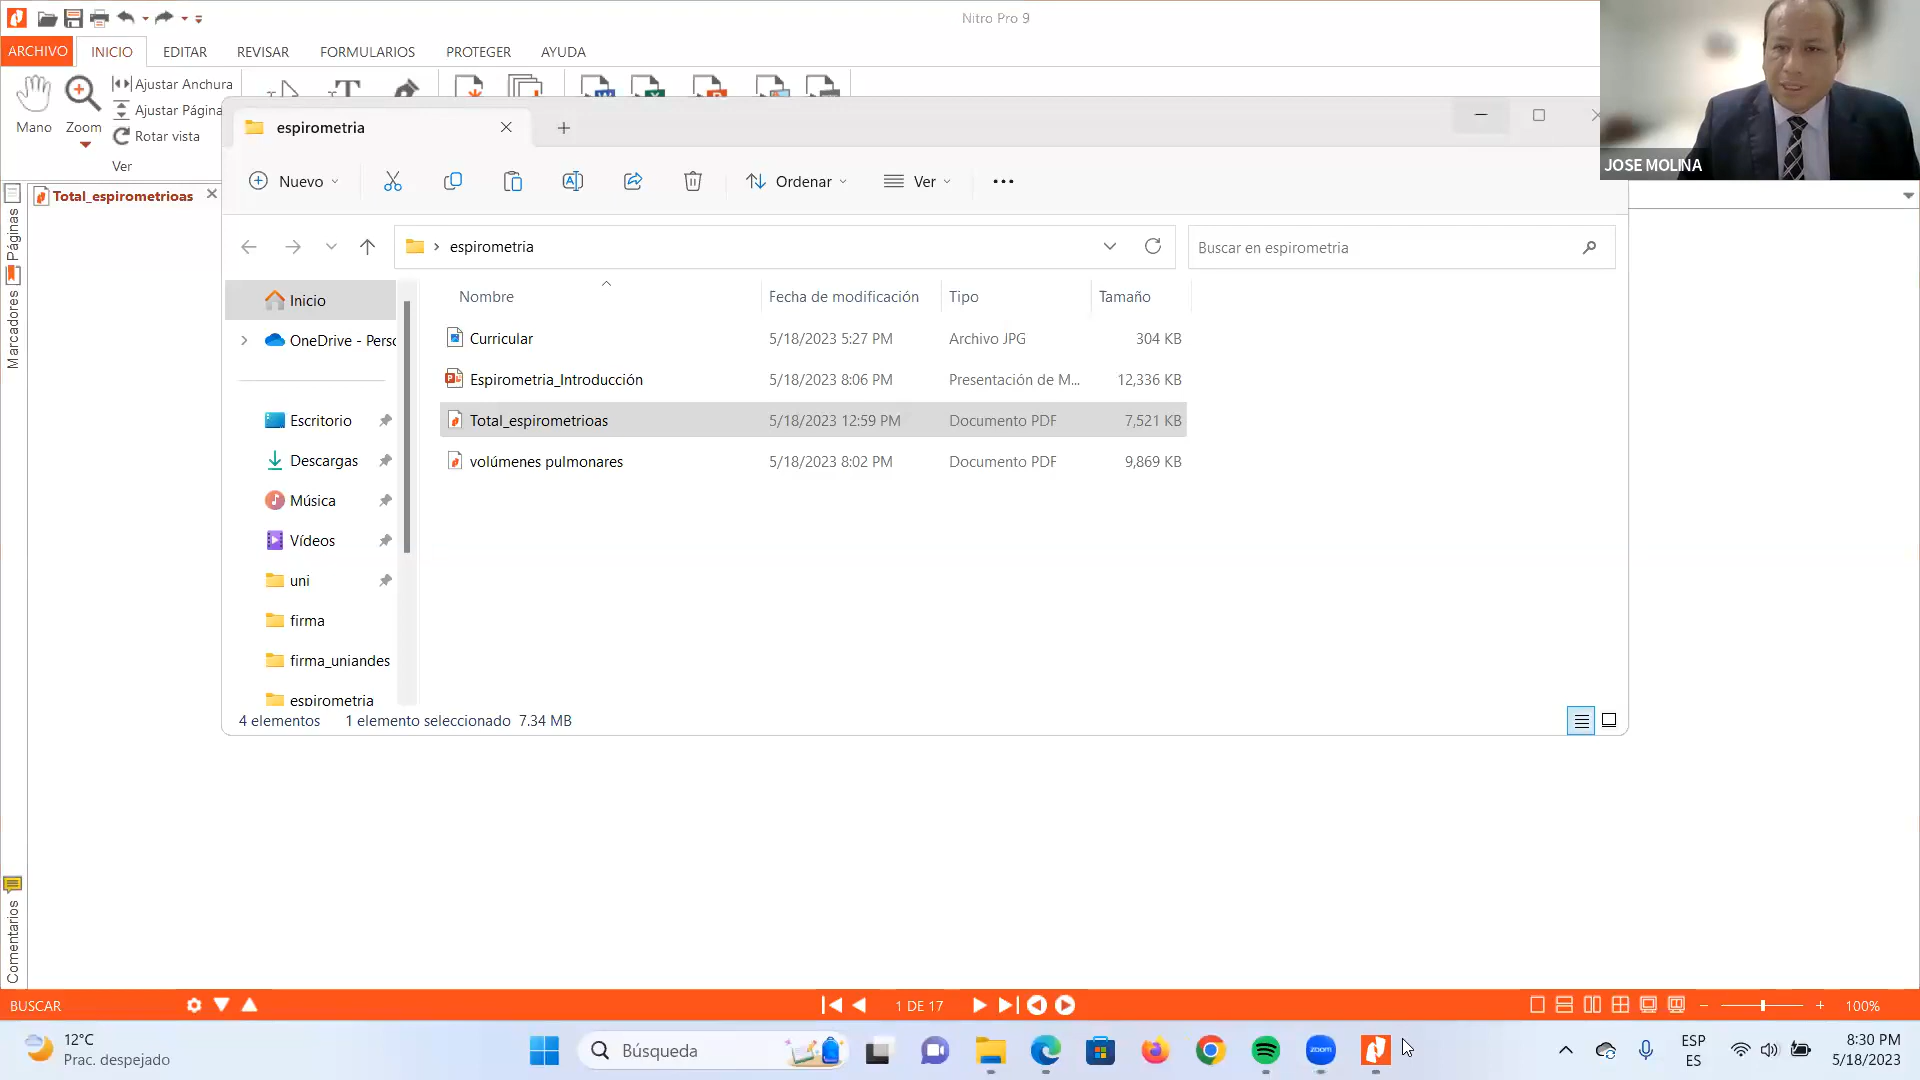 Nitro Pro 9
ARCHIVO INICIO EDITAR REVISAR FORMULARIOS PROTEGER AYUDA
Mano
Zoom
Ajustar Anchura
Ajustar Página
Rotar vista
Ver
espirometria
Nuevo Ordenar Ver
JOSE MOLINA
Total_espirometrioas
espirometria
Buscar en espirometria
Páginas
Marcadores
Comentarios
Inicio
OneDrive - Perso
Escritorio
Descargas
Música
Vídeos
uni
firma
firma_uniandes
espirometria
Nombre Fecha de modificación Tipo Tamaño
Curricular 5/18/2023 5:27 PM Archivo JPG 304 KB
Espirometria_Introducción 5/18/2023 8:06 PM Presentación de M... 12,336 KB
Total_espirometrioas 5/18/2023 12:59 PM Documento PDF 7,521 KB
volúmenes pulmonares 5/18/2023 8:02 PM Documento PDF 9,869 KB
4 elementos 1 elemento seleccionado 7.34 MB
BUSCAR 1 DE 17 100%
12°C
Prac. despejado
Búsqueda
zoom
ESP
ES
8:30 PM
5/18/2023